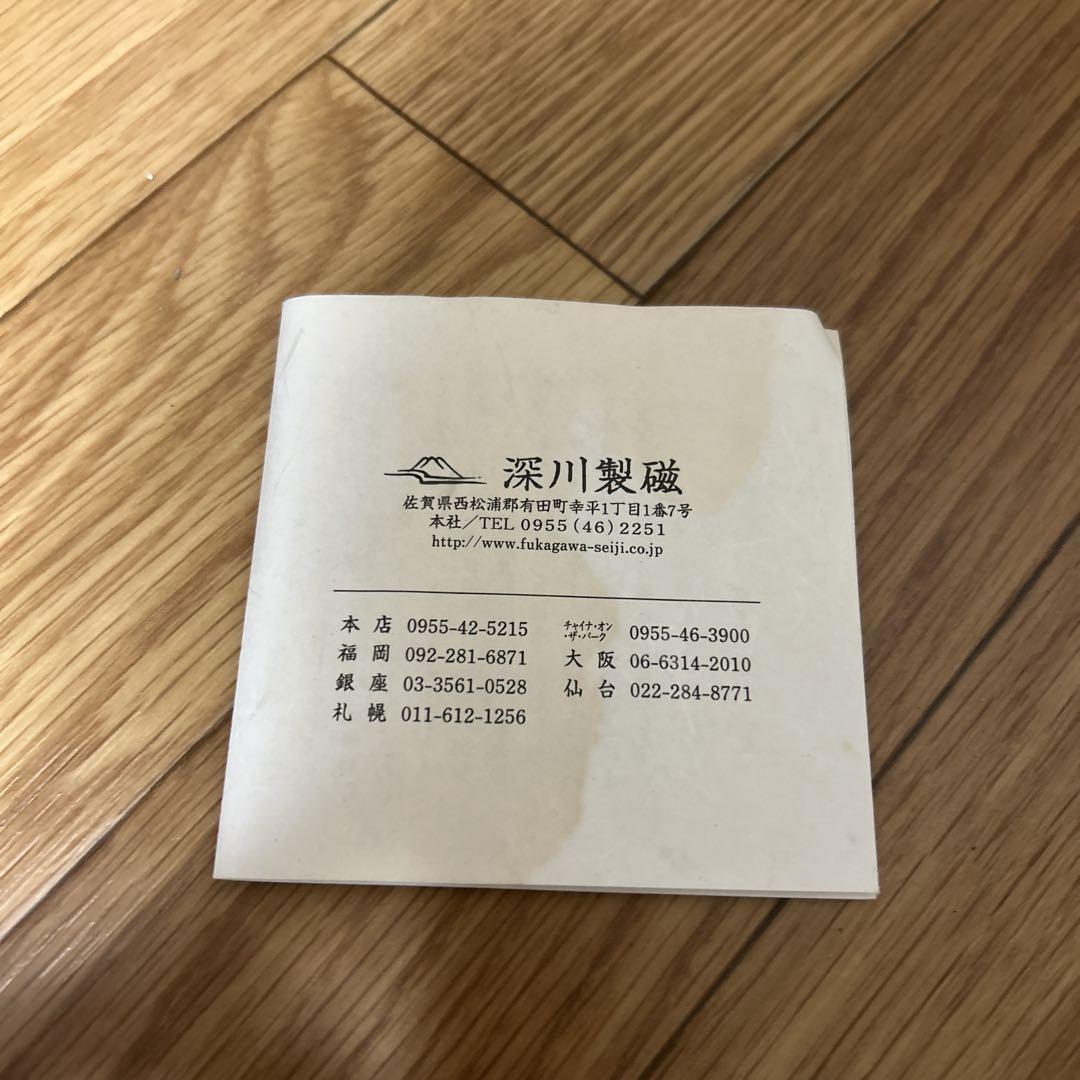 深川製磁
佐賀県西松浦郡有田町幸平1丁目1番7号
本社／TEL 0955（46）2251
http://www.fukagawa-seiji.co.jp
本店 0955-42-5215
福岡 092-281-6871
銀座 03-3561-0528
札幌 011-612-1256
チャイナ・オン
・ザ・パーク 0955-46-3900
大阪 06-6314-2010
仙台 022-284-8771